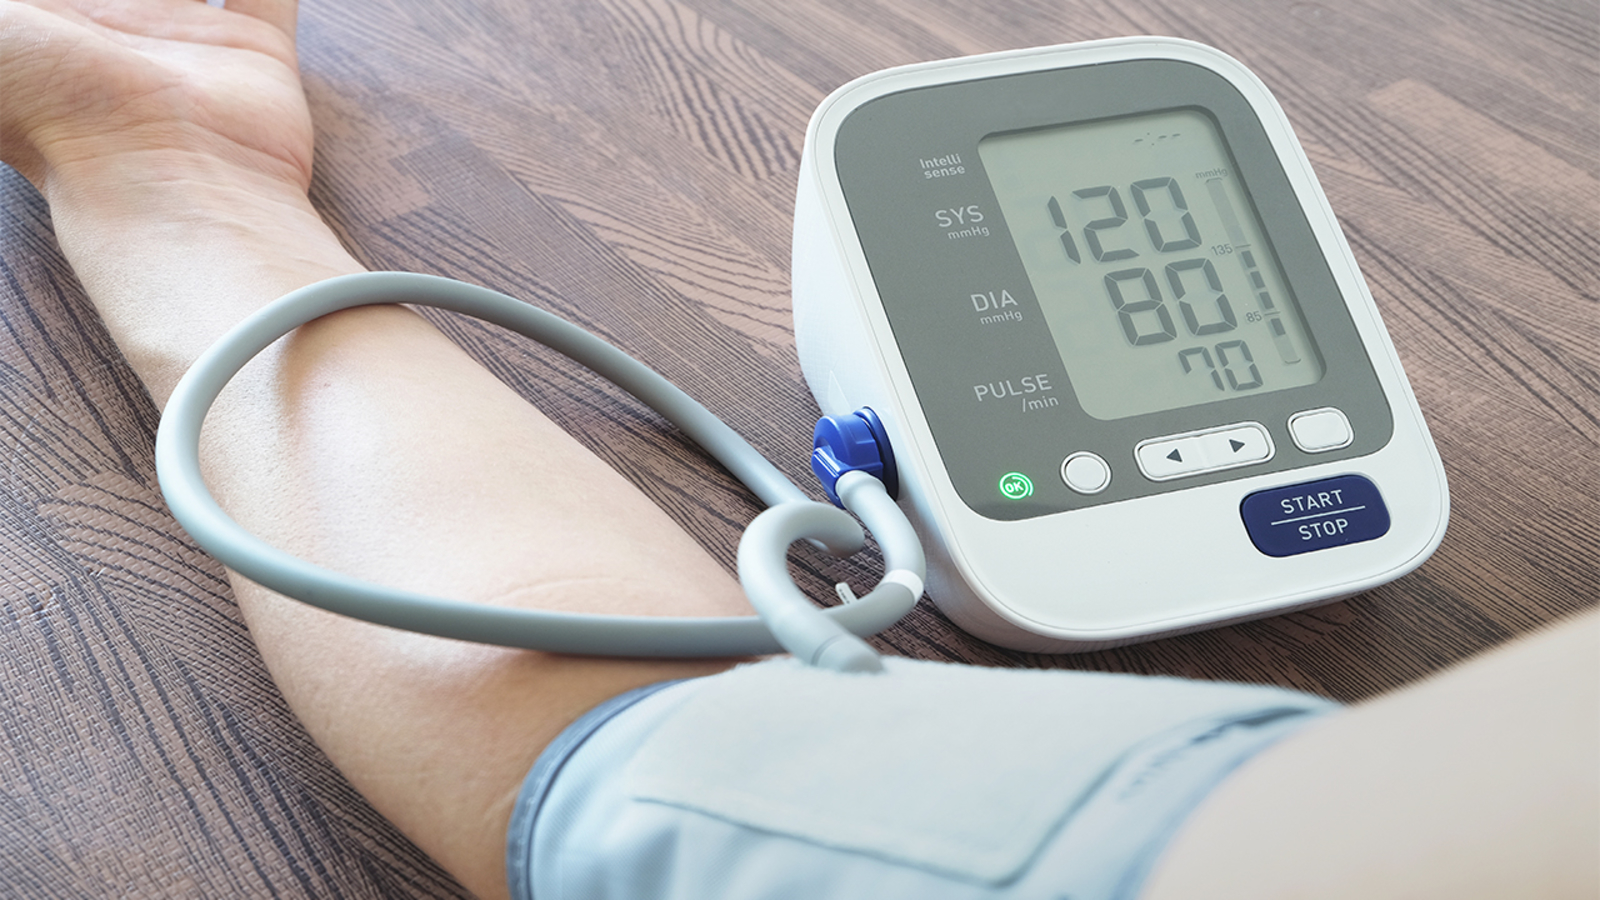 Intelli
sense
SYS
mmHg
DIA
mmHg
PULSE
/min
mmHg
120
135
80
85
70
OK
START
STOP